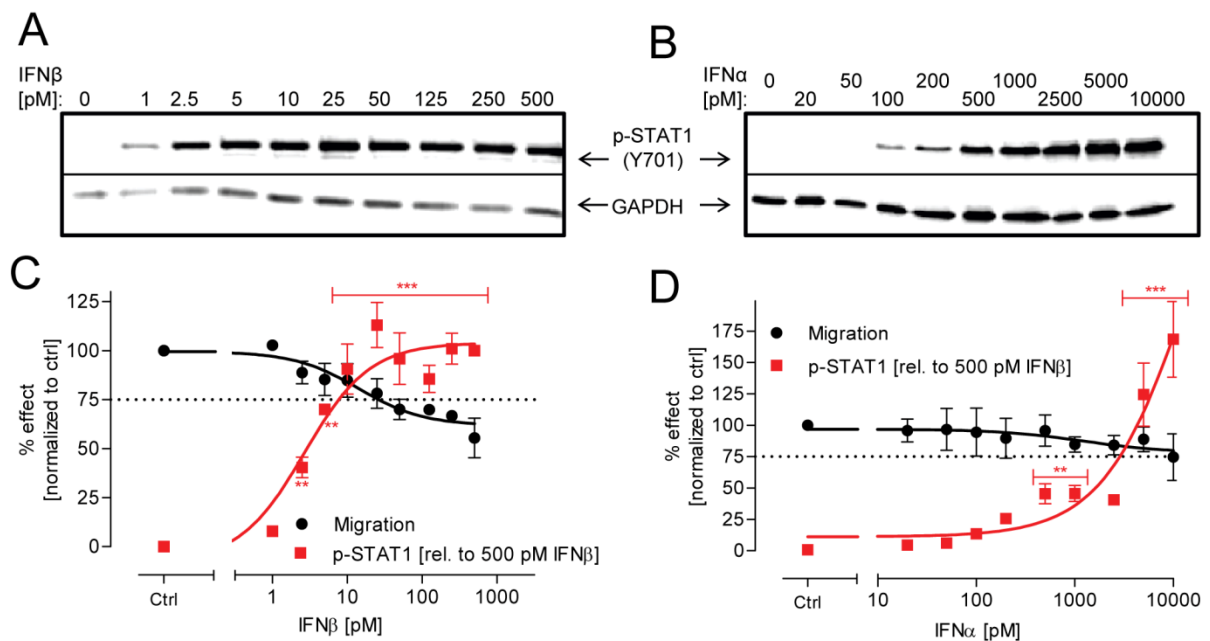 A
B
IFNβ
[pM]: 0 1 2.5 5 10 25 50 125 250 500
IFNα 0 50 200 1000 5000
[pM]: 20 100 500 2500 10000
p-STAT1
(Y701)
GAPDH
C
D
***
125
100
75
50
25
0
% effect
[normalized to ctrl]
**
**
Migration
p-STAT1 [rel. to 500 pM IFNβ]
Ctrl
1 10 100 1000
IFNβ [pM]
***
175
150
125
100
75
50
25
0
% effect
[normalized to ctrl]
Migration
p-STAT1 [rel. to 500 pM IFNβ]
**
Ctrl
10 100 1000 10000
IFNα [pM]